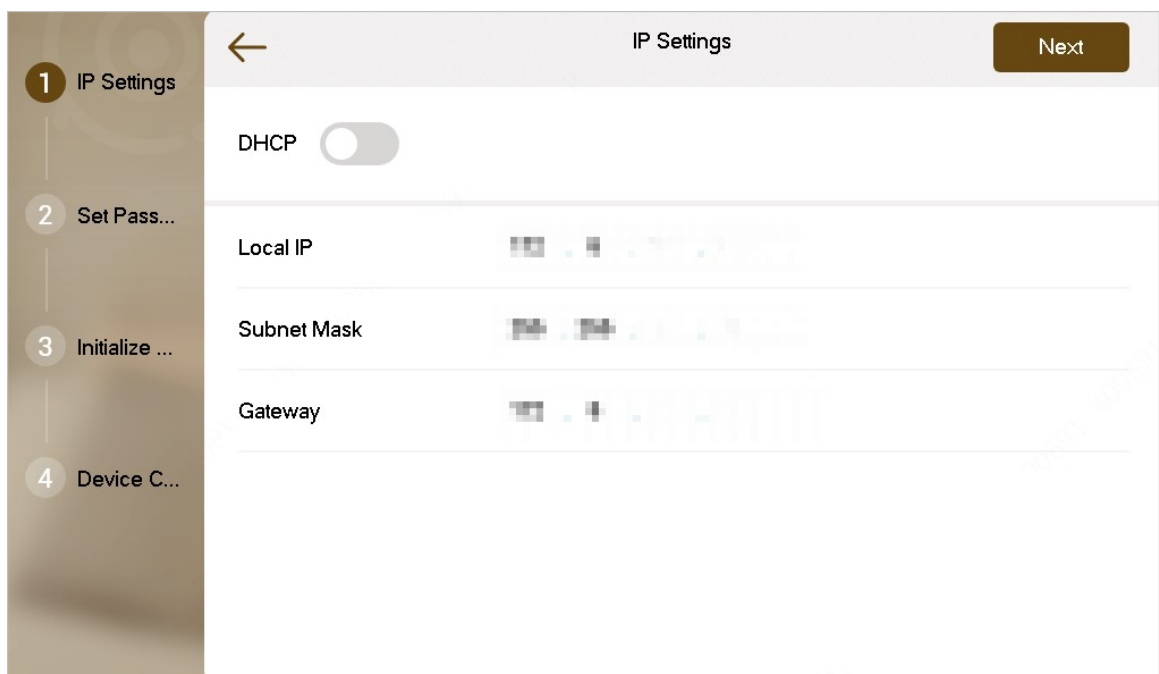 IP Settings
Next
1 IP Settings
DHCP
2 Set Pass...
Local IP
Subnet Mask
3 Initialize ...
Gateway
4 Device C...